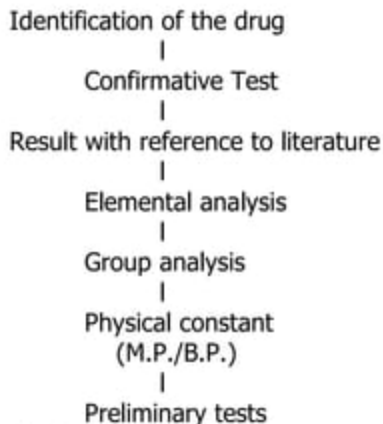 Identification of the drug
|
Confirmative Test
|
Result with reference to literature
|
Elemental analysis
|
Group analysis
|
Physical constant
(M.P./B.P.)
|
Preliminary tests